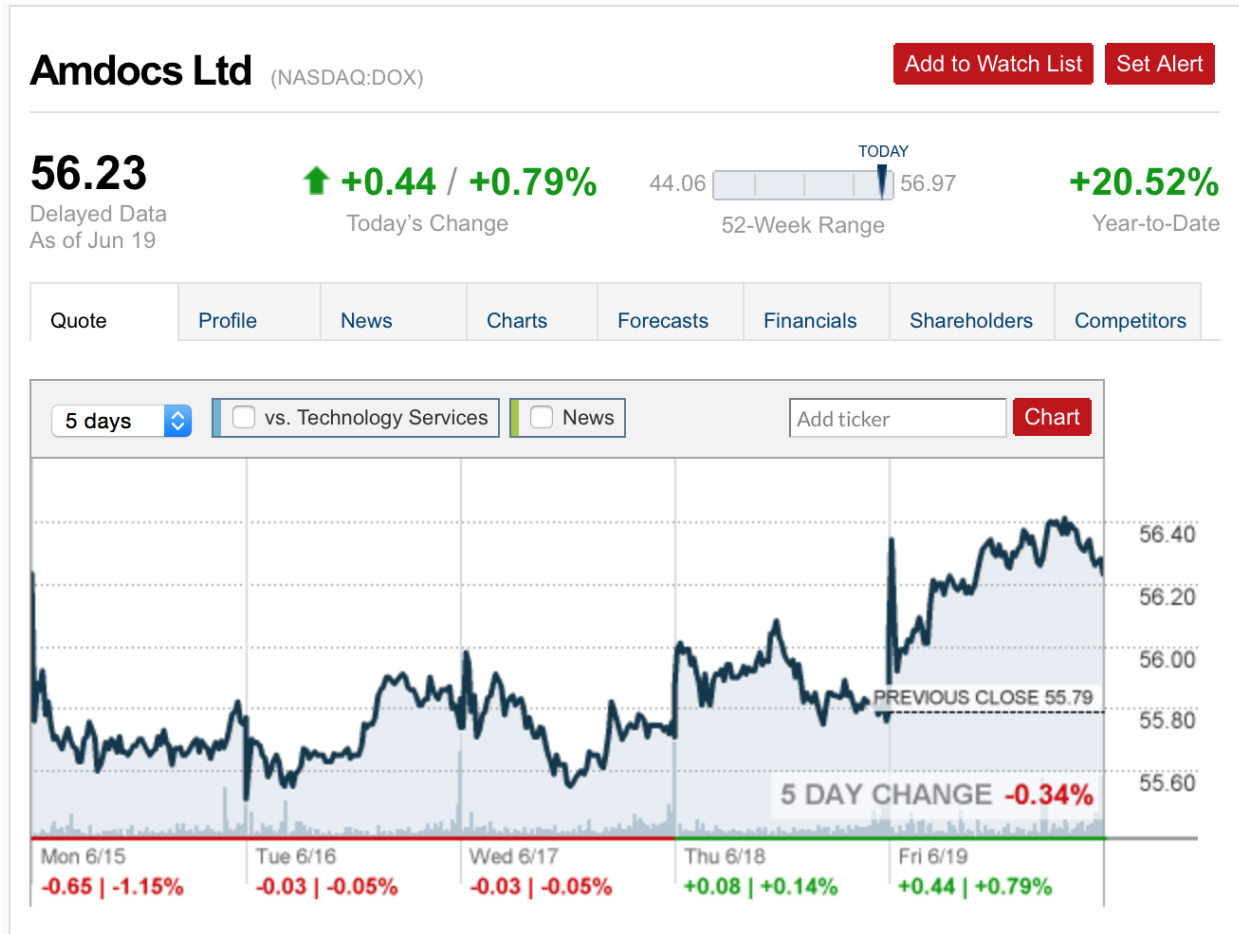 Amdocs Ltd (NASDAQ:DOX)
Add to Watch List
Set Alert
56.23
Delayed Data
As of Jun 19
+0.44 / +0.79%
Today’s Change
TODAY
44.06
56.97
52-Week Range
+20.52%
Year-to-Date
Quote Profile News Charts Forecasts Financials Shareholders Competitors
5 days
vs. Technology Services
News
Add ticker
Chart
56.40
56.20
56.00
PREVIOUS CLOSE 55.79
55.80
55.60
5 DAY CHANGE -0.34%
Mon 6/15 Tue 6/16 Wed 6/17 Thu 6/18 Fri 6/19
-0.65 | -1.15% -0.03 | -0.05% -0.03 | -0.05% +0.08 | +0.14% +0.44 | +0.79%